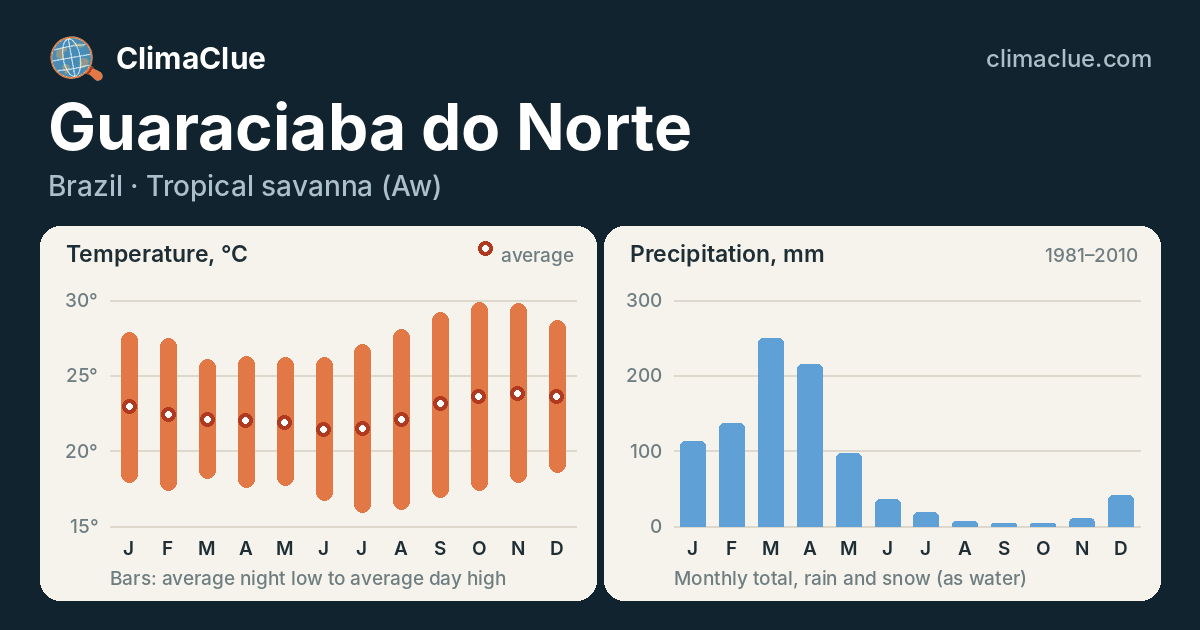 ClimaClue
climaclue.com
Guaraciaba do Norte
Brazil · Tropical savanna (Aw)
Temperature, °C
average
30°
25°
20°
15°
J F M A M J J A S O N D
Bars: average night low to average day high
Precipitation, mm
1981–2010
300
200
100
0
J F M A M J J A S O N D
Monthly total, rain and snow (as water)